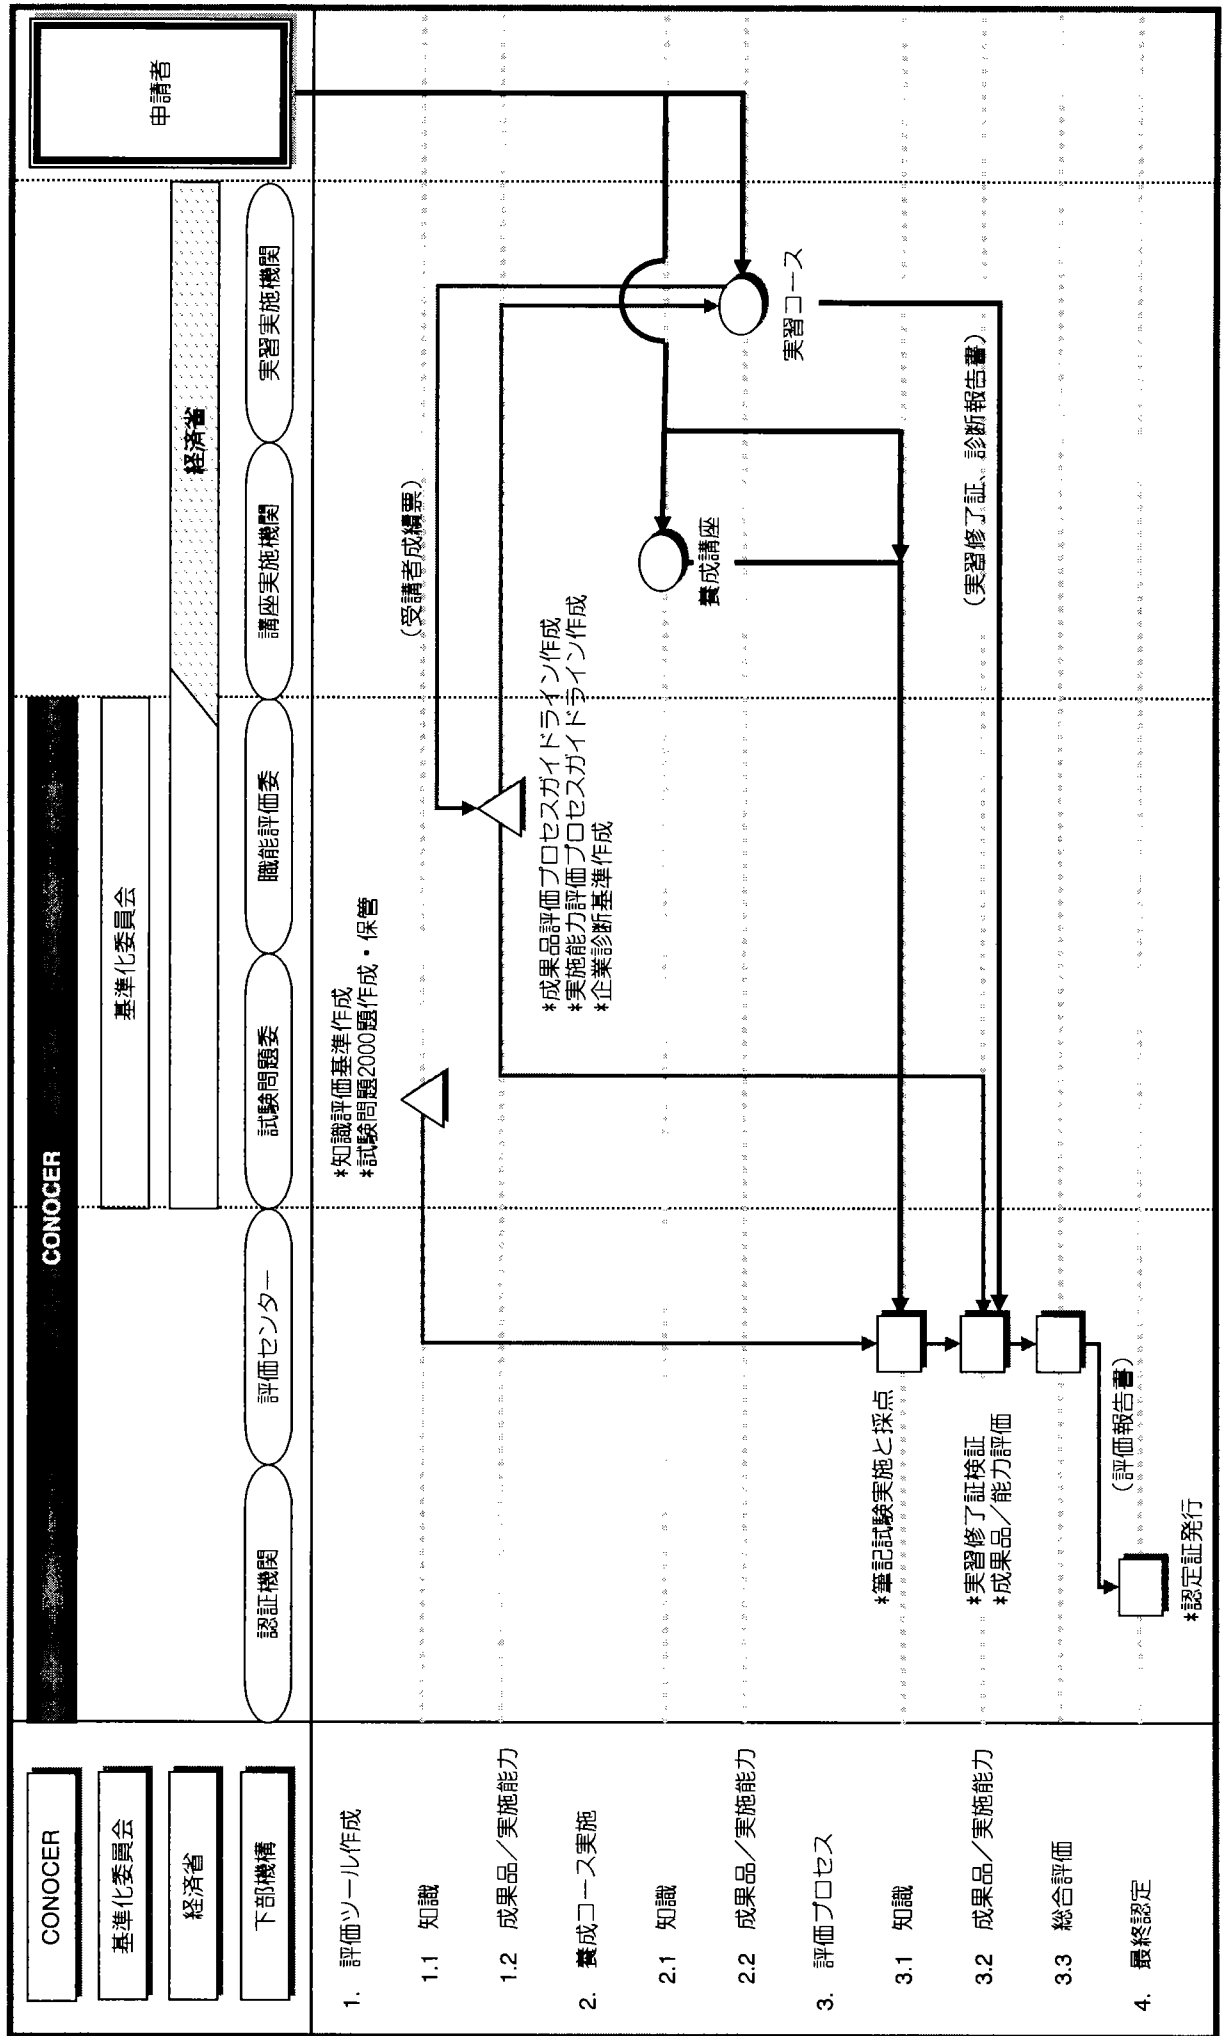 CONOCER
基準化委員会
経済省
下部機構
CONOCER
基準化委員会
経済省
認証機関
評価センター
試験問題委
職能評価委
講座実施機関
実習実施機関
申請者
1. 評価ツール作成
1.1 知識
1.2 成果品/実施能力
2. 養成コース実施
2.1 知識
2.2 成果品/実施能力
3. 評価プロセス
3.1 知識
3.2 成果品/実施能力
3.3 総合評価
4. 最終認定
*知識評価基準作成
*試験問題2000題作成・保管
(受講者成績票)
*成果品評価プロセスガイドライン作成
*実施能力評価プロセスガイドライン作成
*企業診断基準作成
養成講座
実習コース
*筆記試験実施と採点
*実習修了証検証
*成果品/能力評価
(実習修了証、診断報告書)
(評価報告書)
*認定証発行